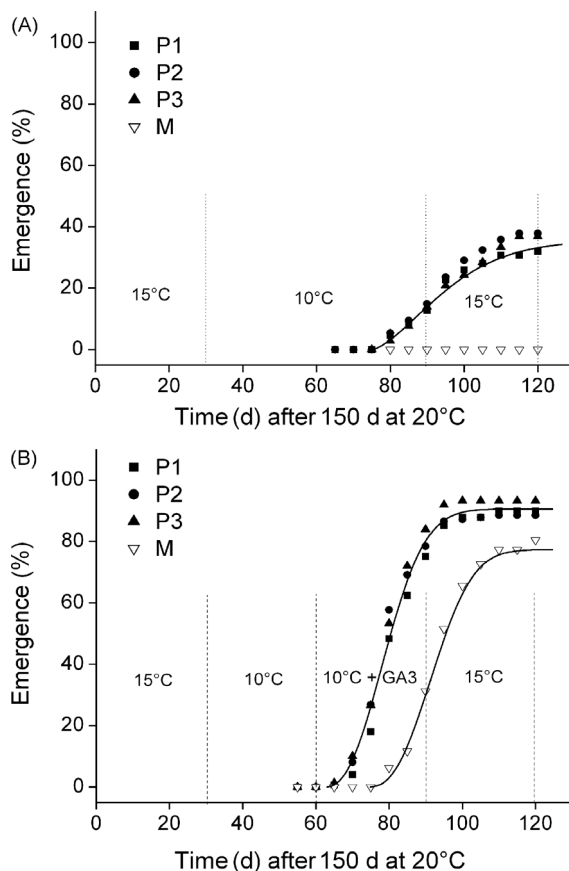 (A)
P1
P2
P3
M
Emergence (%)
100
80
60
40
20
0
15°C
10°C
15°C
0 20 40 60 80 100 120
Time (d) after 150 d at 20°C
(B)
P1
P2
P3
M
Emergence (%)
100
80
60
40
20
0
15°C
10°C
10°C + GA3
15°C
0 20 40 60 80 100 120
Time (d) after 150 d at 20°C